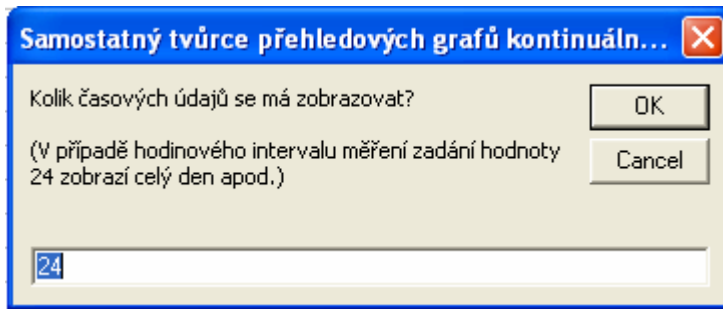 Samostatný tvůrce přehledových grafů kontinuáln...
Kolik časových údajů se má zobrazovat?
OK
(V případě hodinového intervalu měření zadání hodnoty
24 zobrazí celý den apod.)
Cancel
24